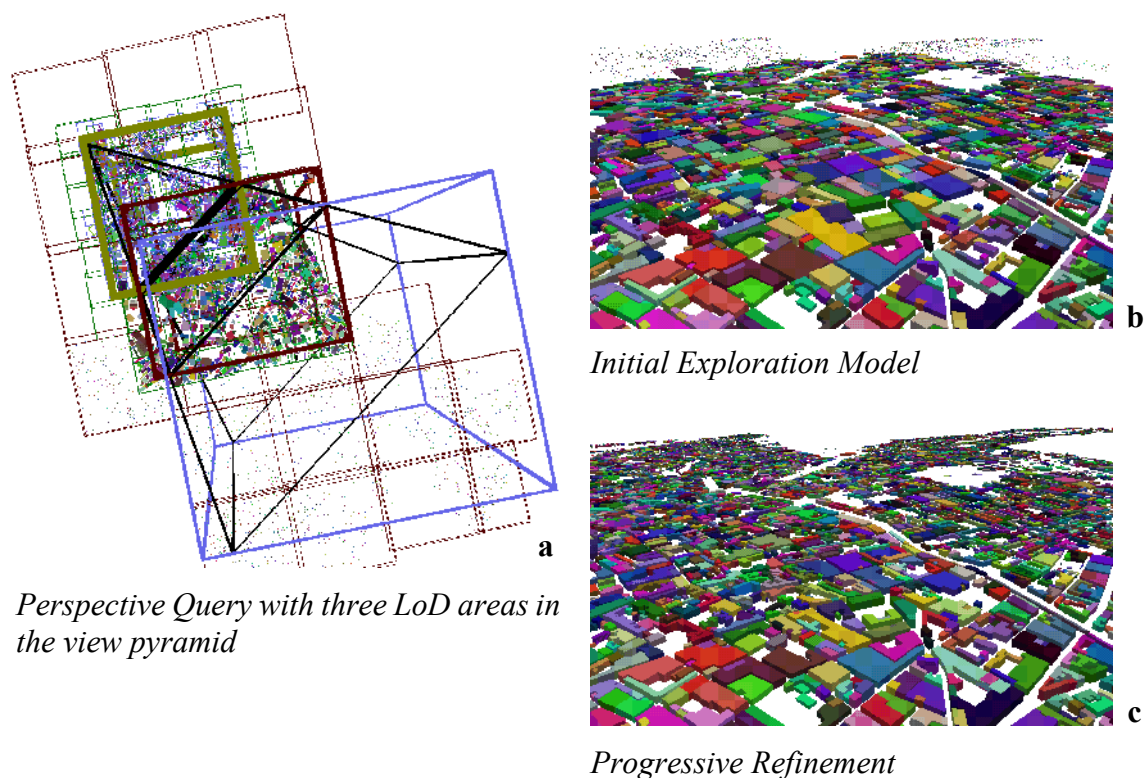 a
Perspective Query with three LoD areas in
the view pyramid
b
Initial Exploration Model
c
Progressive Refinement